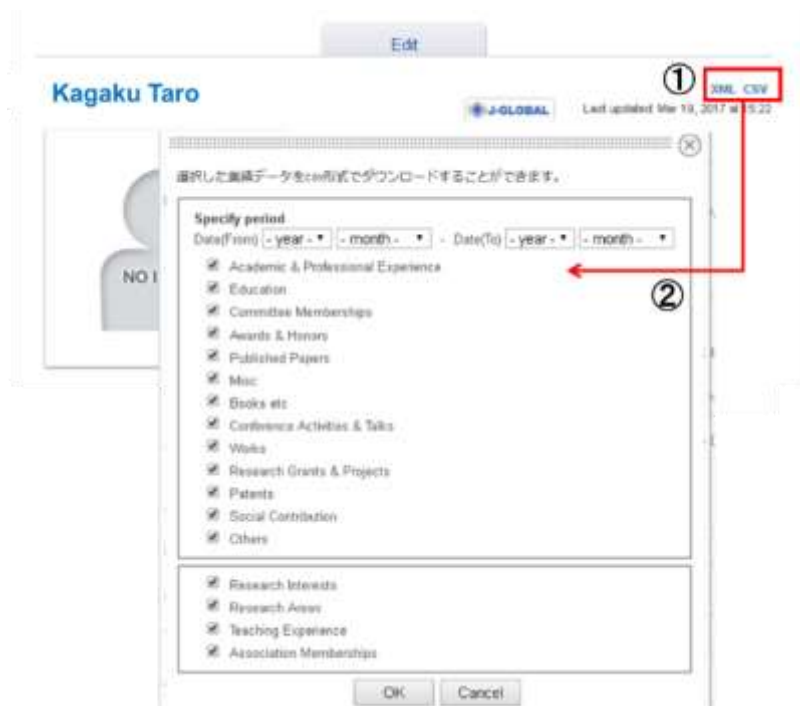 Edit
①
XML CSV
Kagaku Taro
J-GLOBAL Last updated: Mar 19, 2017 at 15:22
選択した業績データをcsv形式でダウンロードすることができます。
Specify period
Date(From) - year - - month - - Date(To) - year - - month -
Academic & Professional Experience
NO I
Education
②
Committee Memberships
Awards & Honors
Published Papers
Misc
Books etc
Conference Activities & Talks
Works
Research Grants & Projects
Patents
Social Contribution
Others
Research Interests
Research Areas
Teaching Experience
Association Memberships
OK Cancel